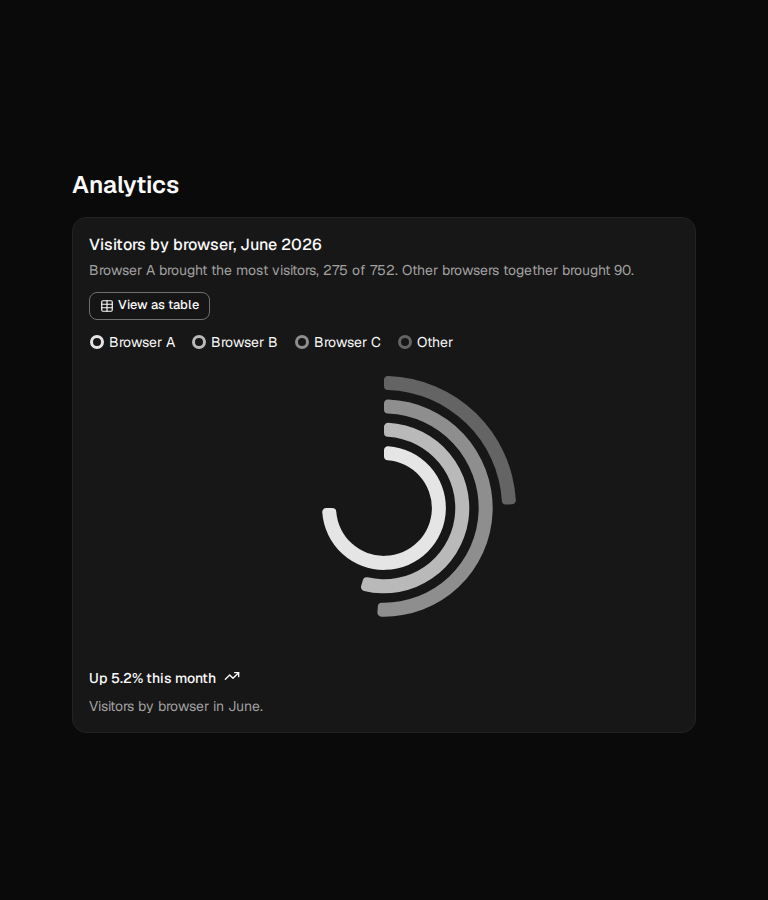 Analytics
Visitors by browser, June 2026
Browser A brought the most visitors, 275 of 752. Other browsers together brought 90.
View as table
Browser A Browser B Browser C Other
Up 5.2% this month
Visitors by browser in June.